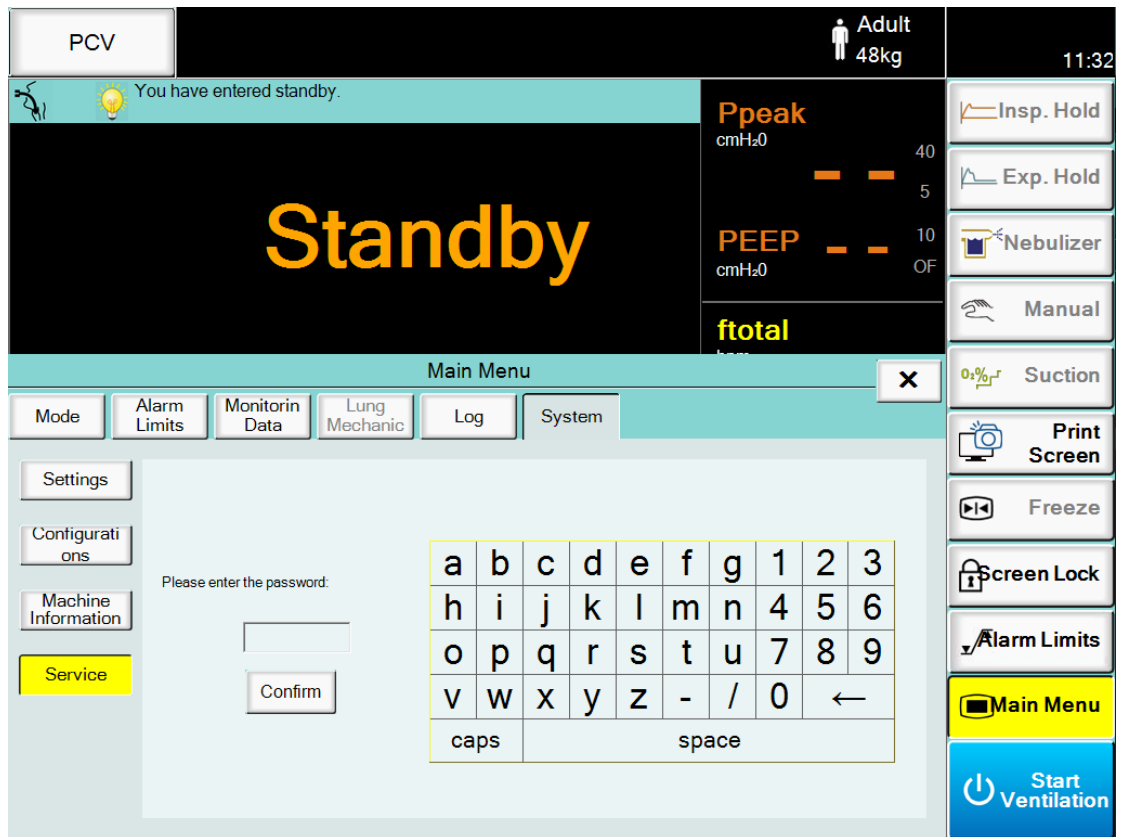 PCV
Adult
48kg
11:32
You have entered standby.
Standby
Ppeak
cmH₂0
40
5
PEEP
cmH₂0
10
OF
ftotal
Insp. Hold
Exp. Hold
Nebulizer
Manual
O₂% Suction
Print
Screen
Freeze
Screen Lock
Alarm Limits
Main Menu
Start
Ventilation
Main Menu
×
Mode
Alarm
Limits
Monitorin
Data
Lung
Mechanic
Log
System
Settings
Configurati
ons
Machine
Information
Service
Please enter the password:
Confirm
a b c d e f g 1 2 3
h i j k l m n 4 5 6
o p q r s t u 7 8 9
v w x y z - / 0 ←
caps space